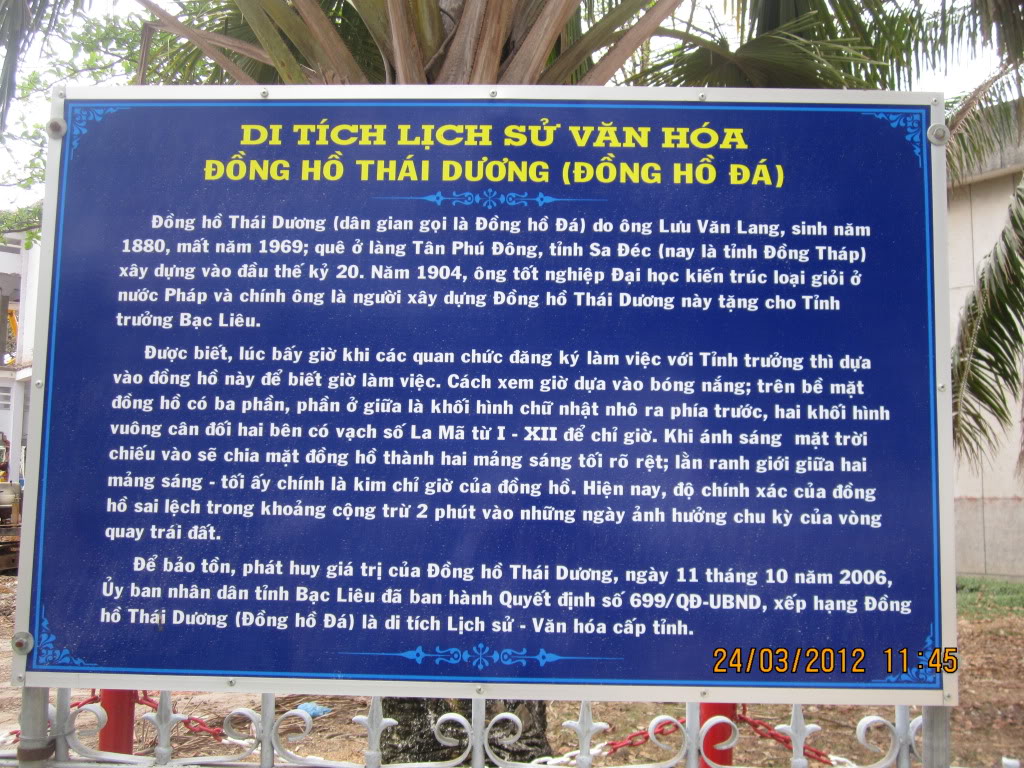 DI TÍCH LỊCH SỬ VĂN HÓA
ĐỒNG HỒ THÁI DƯƠNG (ĐỒNG HỒ ĐÁ)
Đồng hồ Thái Dương (dân gian gọi là Đồng hồ Đá) do ông Lưu Văn Lang, sinh năm
1880, mất năm 1969; quê ở làng Tân Phú Đông, tỉnh Sa Đéc (nay là tỉnh Đồng Tháp)
xây dựng vào đầu thế kỷ 20. Năm 1904, ông tốt nghiệp Đại học kiến trúc loại giỏi ở
nước Pháp và chính ông là người xây dựng Đồng hồ Thái Dương này tặng cho Tỉnh
trưởng Bạc Liêu.
Được biết, lúc bấy giờ khi các quan chức đăng ký làm việc với Tỉnh trưởng thì dựa
vào đồng hồ này để biết giờ làm việc. Cách xem giờ dựa vào bóng nắng; trên bề mặt
đồng hồ có ba phần, phần ở giữa là khối hình chữ nhật nhô ra phía trước, hai khối hình
vuông cân đối hai bên có vạch số La Mã từ I - XII để chỉ giờ. Khi ánh sáng mặt trời
chiếu vào sẽ chia mặt đồng hồ thành hai mảng sáng tối rõ rệt; lằn ranh giới giữa hai
mảng sáng - tối ấy chính là kim chỉ giờ của đồng hồ. Hiện nay, độ chính xác của đồng
hồ sai lệch trong khoảng cộng trừ 2 phút vào những ngày ảnh hưởng chu kỳ của vòng
quay trái đất.
Để bảo tồn, phát huy giá trị của Đồng hồ Thái Dương, ngày 11 tháng 10 năm 2006,
Ủy ban nhân dân tỉnh Bạc Liêu đã ban hành Quyết định số 699/QĐ-UBND, xếp hạng Đồng
hồ Thái Dương (Đồng hồ Đá) là di tích Lịch sử - Văn hóa cấp tỉnh.
24/03/2012 11:45